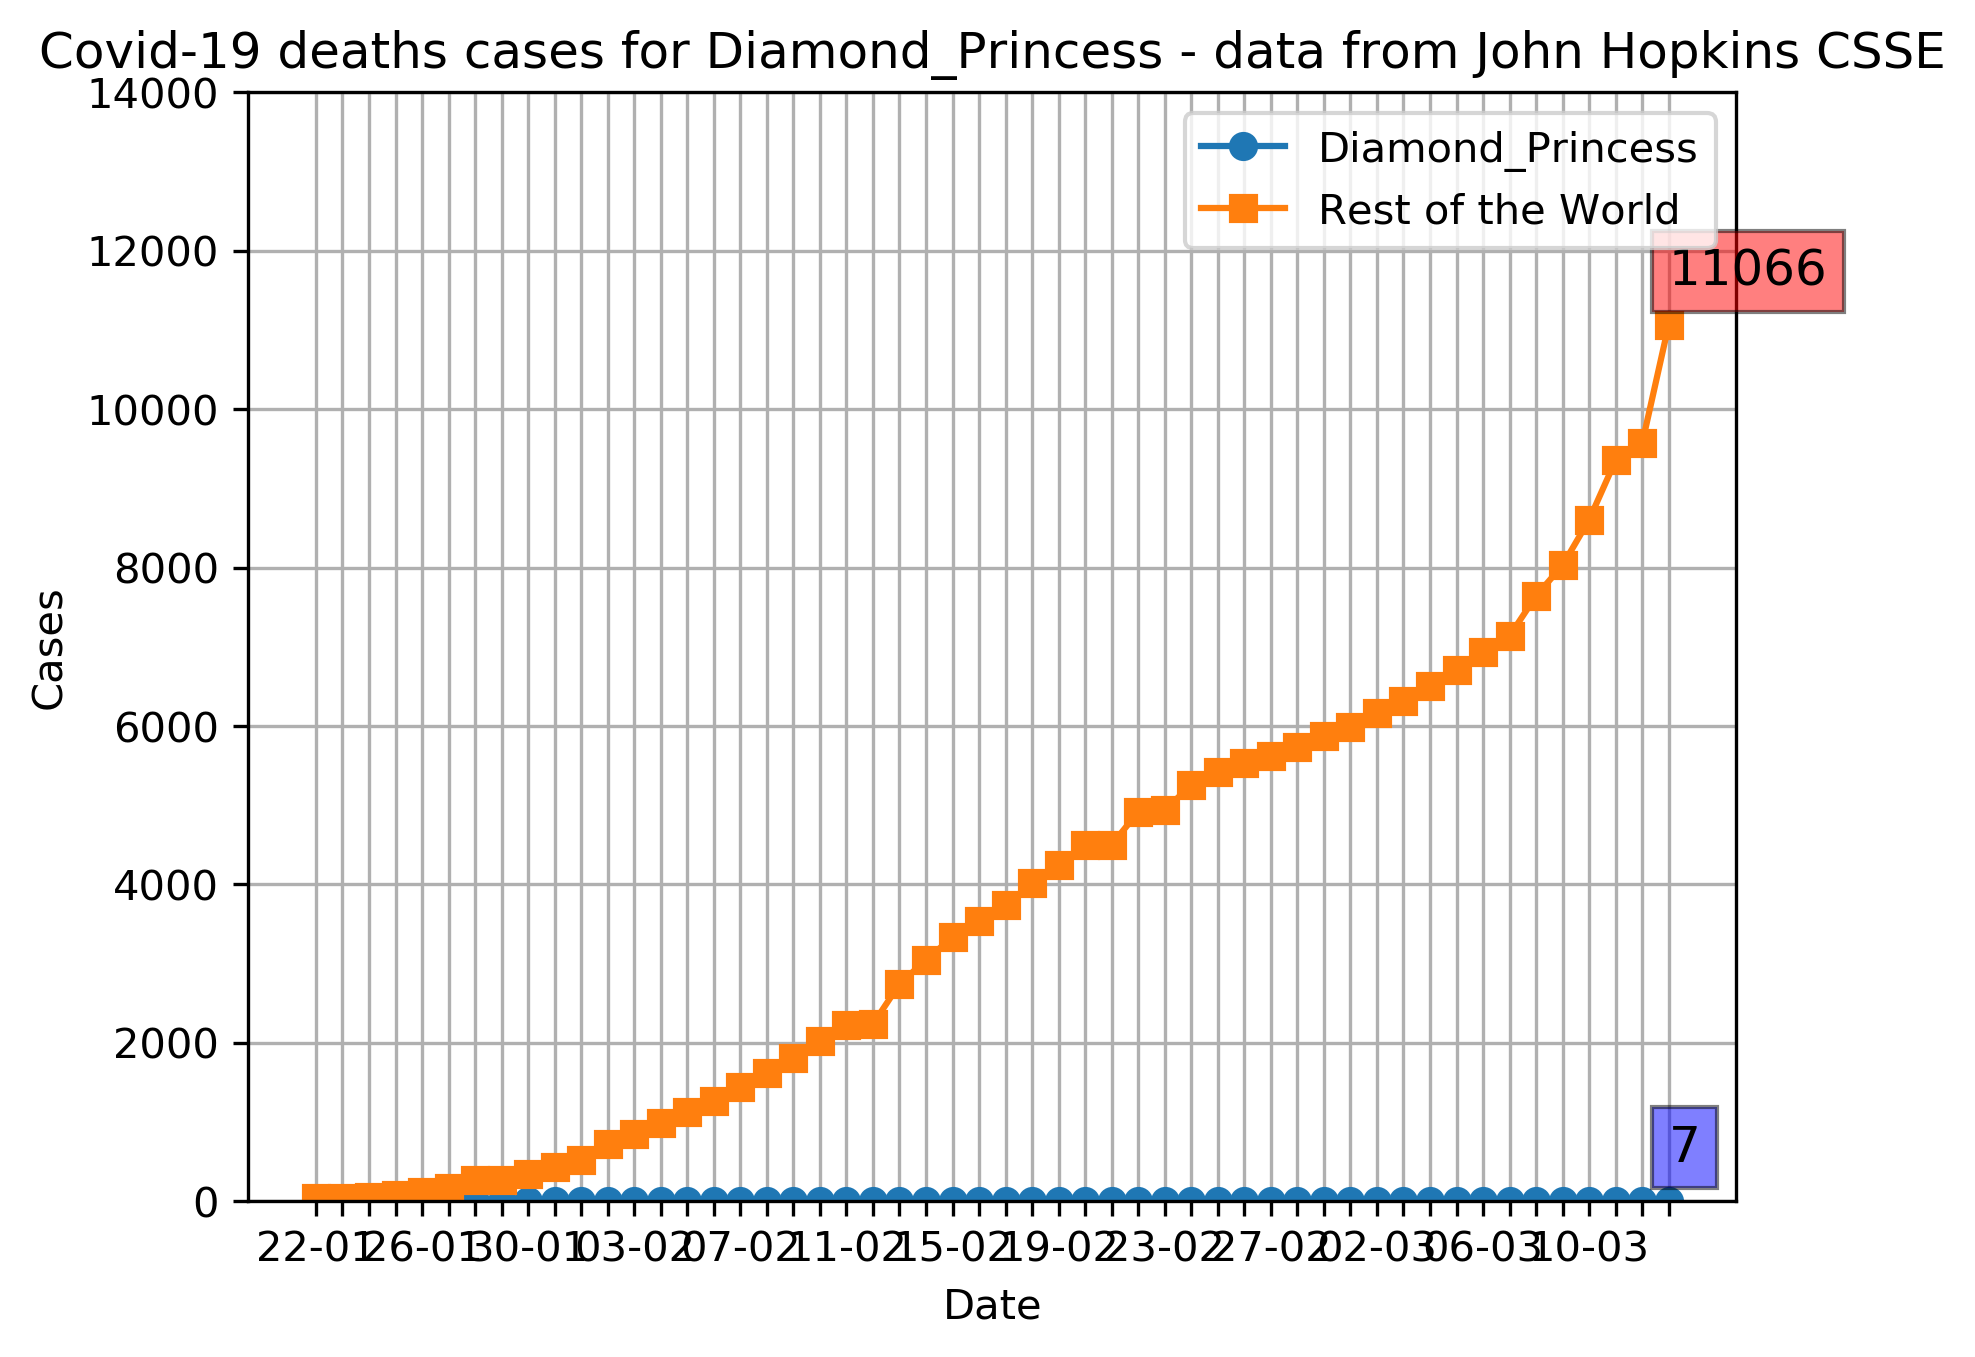 Covid-19 deaths cases for Diamond_Princess - data from John Hopkins CSSE
14000
12000
10000
8000
6000
4000
2000
0
Cases
Diamond_Princess
Rest of the World
11066
7
22-01 26-01 30-01 03-02 07-02 11-02 15-02 19-02 23-02 27-02 02-03 06-03 10-03
Date